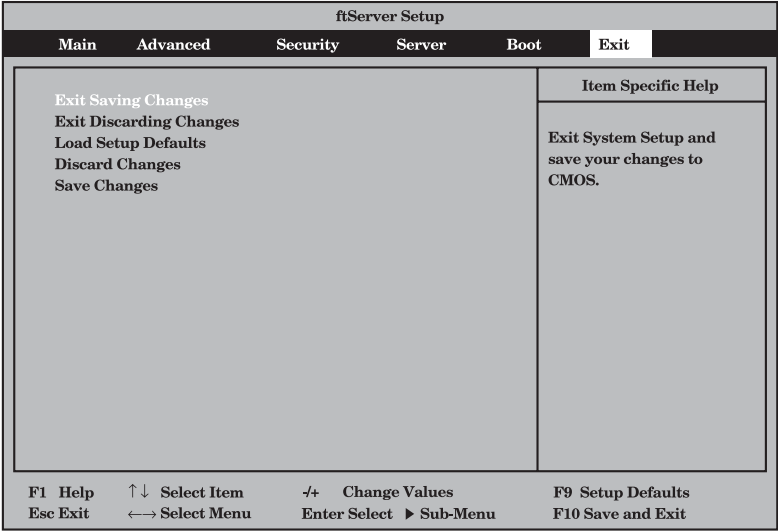 ftServer Setup
Main Advanced Security Server Boot Exit
Exit Saving Changes
Exit Discarding Changes
Load Setup Defaults
Discard Changes
Save Changes
Item Specific Help
Exit System Setup and
save your changes to
CMOS.
F1 Help ↑↓ Select Item -/+ Change Values F9 Setup Defaults
Esc Exit ←→ Select Menu Enter Select ▶ Sub-Menu F10 Save and Exit